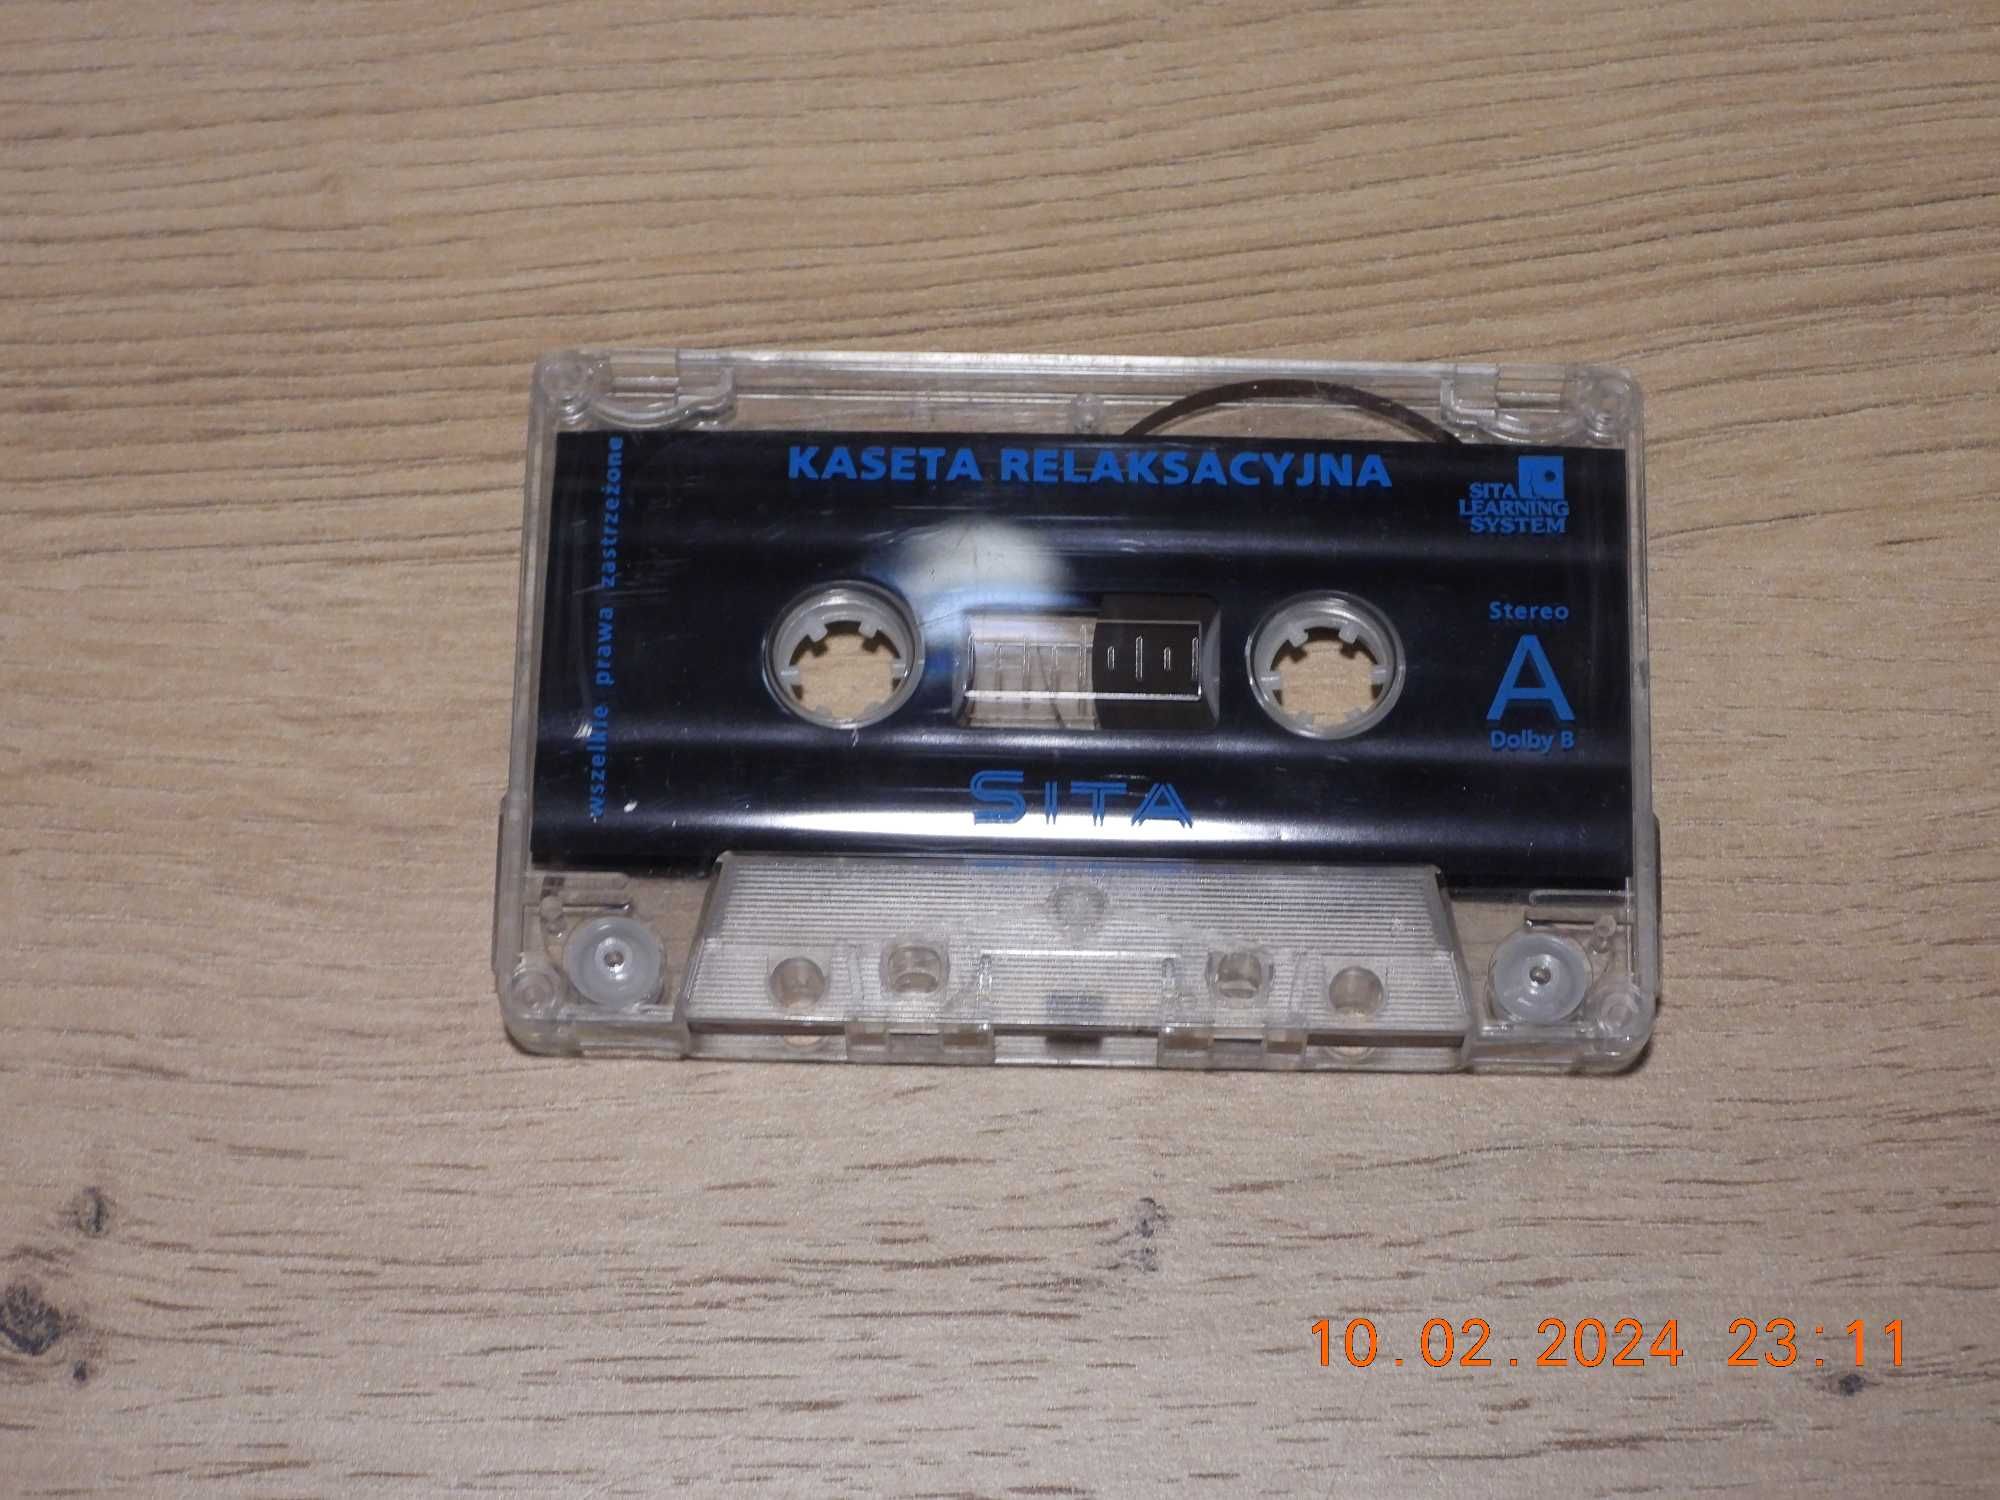 KASETA RELAKSACYJNA
SITA
LEARNING
SYSTEM
wszelkie prawa zastrzeżone
Stereo
A
Dolby B
SITA
10.02.2024 23:11